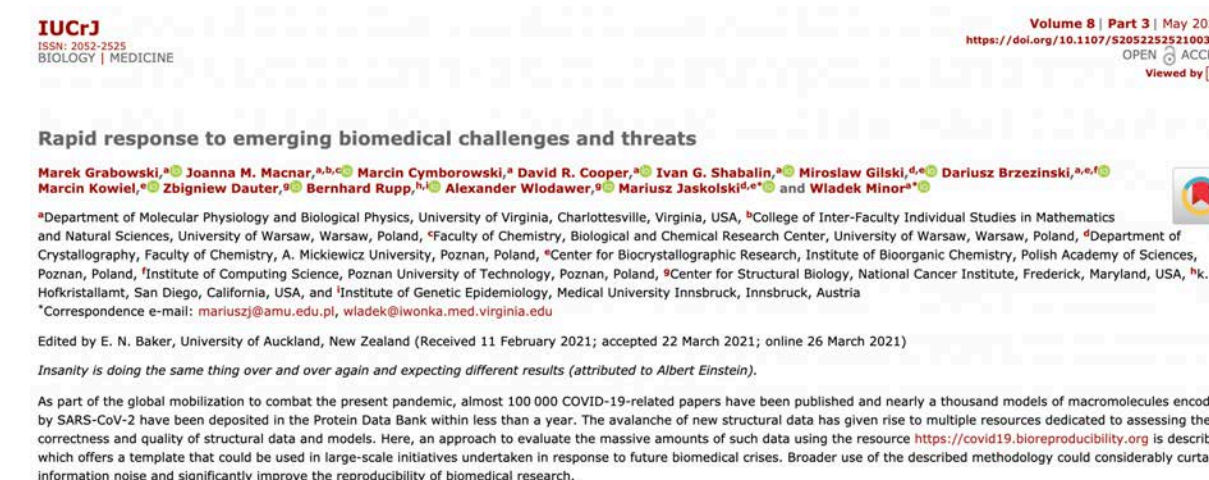 IUCrJ
Volume 8 | Part 3 | May 20
ISSN: 2052-2525
https://doi.org/10.1107/S2052252521003
BIOLOGY | MEDICINE
OPEN ACC
Viewed by
Rapid response to emerging biomedical challenges and threats
Marek Grabowski,a Joanna M. Macnar,a,b,c Marcin Cymborowski,a David R. Cooper,a Ivan G. Shabalin,a Miroslaw Gilski,d,e Dariusz Brzezinski,a,e,f
Marcin Kowiel,e Zbigniew Dauter,g Bernhard Rupp,h,i Alexander Wlodawer,g Mariusz Jaskolskid,e* and Wladek Minora*
aDepartment of Molecular Physiology and Biological Physics, University of Virginia, Charlottesville, Virginia, USA, bCollege of Inter-Faculty Individual Studies in Mathematics
and Natural Sciences, University of Warsaw, Warsaw, Poland, cFaculty of Chemistry, Biological and Chemical Research Center, University of Warsaw, Warsaw, Poland, dDepartment of
Crystallography, Faculty of Chemistry, A. Mickiewicz University, Poznan, Poland, eCenter for Biocrystallographic Research, Institute of Bioorganic Chemistry, Polish Academy of Sciences,
Poznan, Poland, fInstitute of Computing Science, Poznan University of Technology, Poznan, Poland, gCenter for Structural Biology, National Cancer Institute, Frederick, Maryland, USA, hk.
Hofkristallamt, San Diego, California, USA, and iInstitute of Genetic Epidemiology, Medical University Innsbruck, Innsbruck, Austria
*Correspondence e-mail: mariuszj@amu.edu.pl, wladek@iwonka.med.virginia.edu
Edited by E. N. Baker, University of Auckland, New Zealand (Received 11 February 2021; accepted 22 March 2021; online 26 March 2021)
Insanity is doing the same thing over and over again and expecting different results (attributed to Albert Einstein).
As part of the global mobilization to combat the present pandemic, almost 100 000 COVID-19-related papers have been published and nearly a thousand models of macromolecules encod
by SARS-CoV-2 have been deposited in the Protein Data Bank within less than a year. The avalanche of new structural data has given rise to multiple resources dedicated to assessing the
correctness and quality of structural data and models. Here, an approach to evaluate the massive amounts of such data using the resource https://covid19.bioreproducibility.org is describ
which offers a template that could be used in large-scale initiatives undertaken in response to future biomedical crises. Broader use of the described methodology could considerably curta
information noise and significantly improve the reproducibility of biomedical research.